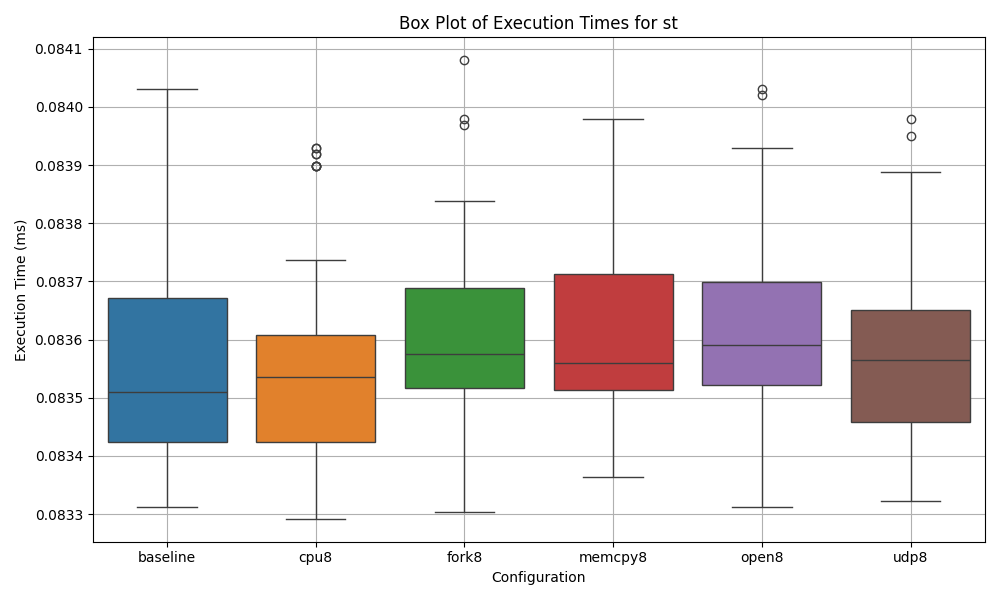 Box Plot of Execution Times for st
0.0841
0.0840
0.0839
0.0838
0.0837
0.0836
0.0835
0.0834
0.0833
Execution Time (ms)
baseline cpu8 fork8 memcpy8 open8 udp8
Configuration